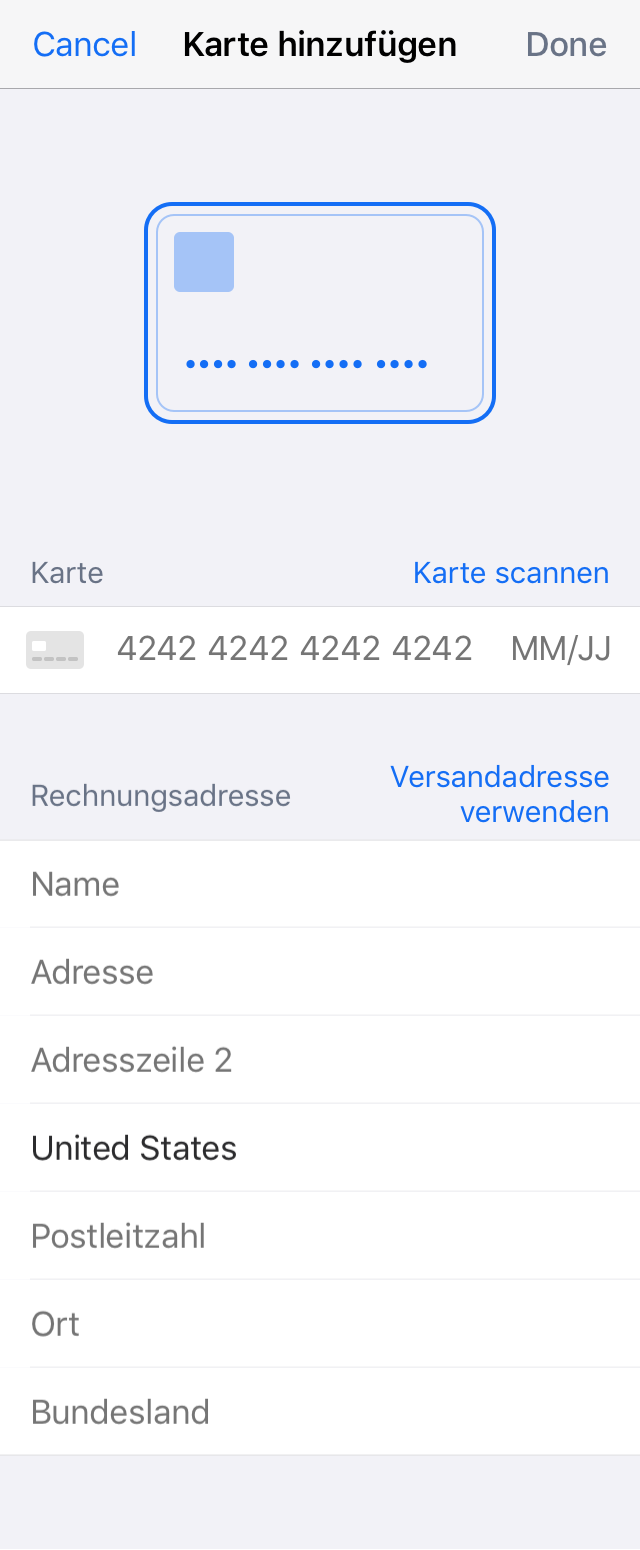 Cancel Karte hinzufügen Done
•••• •••• •••• ••••
Karte Karte scannen
4242 4242 4242 4242 MM/JJ
Rechnungsadresse Versandadresse
verwenden
Name
Adresse
Adresszeile 2
United States
Postleitzahl
Ort
Bundesland